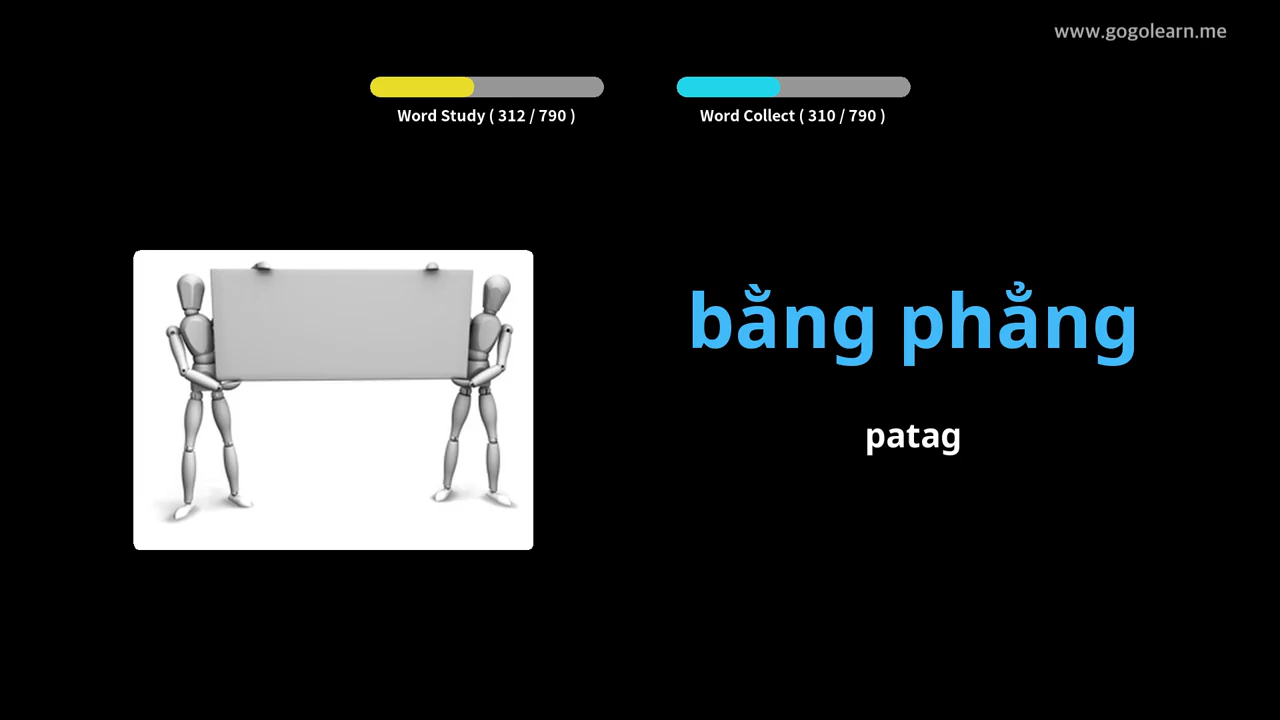 www.gogolearn.me
Word Study ( 312 / 790 )
Word Collect ( 310 / 790 )
bằng phẳng
patag